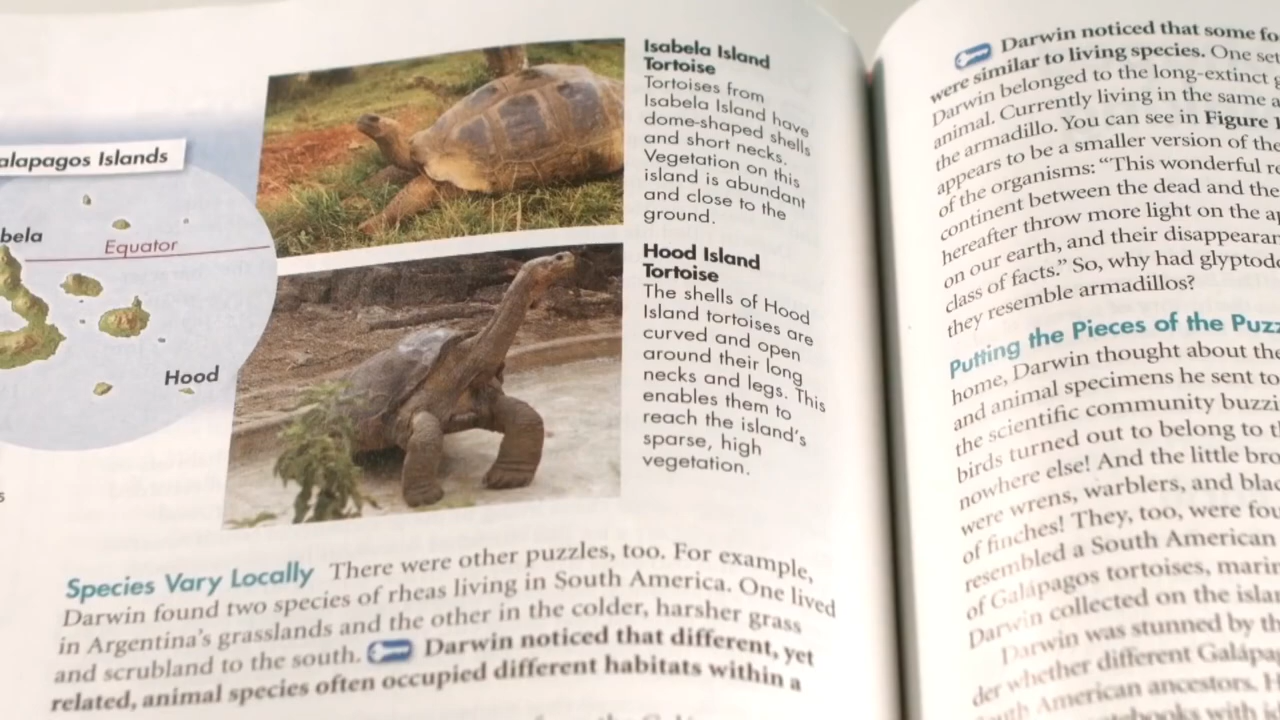 alapagos Islands
bela
Equator
Hood
s
Isabela Island
Tortoise
Tortoises from
Isabela Island have
dome-shaped shells
and short necks.
Vegetation on this
island is abundant
and close to the
ground.
Hood Island
Tortoise
The shells of Hood
Island tortoises are
curved and open
around their long
necks and legs. This
enables them to
reach the island's
sparse, high
vegetation.
Species Vary Locally There were other puzzles, too. For example,
Darwin found two species of rheas living in South America. One lived
in Argentina's grasslands and the other in the colder, harsher grass
and scrubland to the south. Darwin noticed that different, yet
related, animal species often occupied different habitats within a
Darwin noticed that some fo
were similar to living species. One set
Darwin belonged to the long-extinct g
animal. Currently living in the same a
the armadillo. You can see in Figure 1
appears to be a smaller version of the
of the organisms: "This wonderful re
continent between the dead and the
hereafter throw more light on the a
on our earth, and their disappearan
class of facts." So, why had glyptod
they resemble armadillos?
Putting the Pieces of the Puzz
home, Darwin thought about the
and animal specimens he sent to
the scientific community buzzi
birds turned out to belong to t
nowhere else! And the little bro
were wrens, warblers, and blac
of finches! They, too, were fou
resembled a South American
of Galápagos tortoises, marin
Darwin collected on the islan
Darwin was stunned by th
der whether different Galápa
uth American ancestors. H
notebooks with id